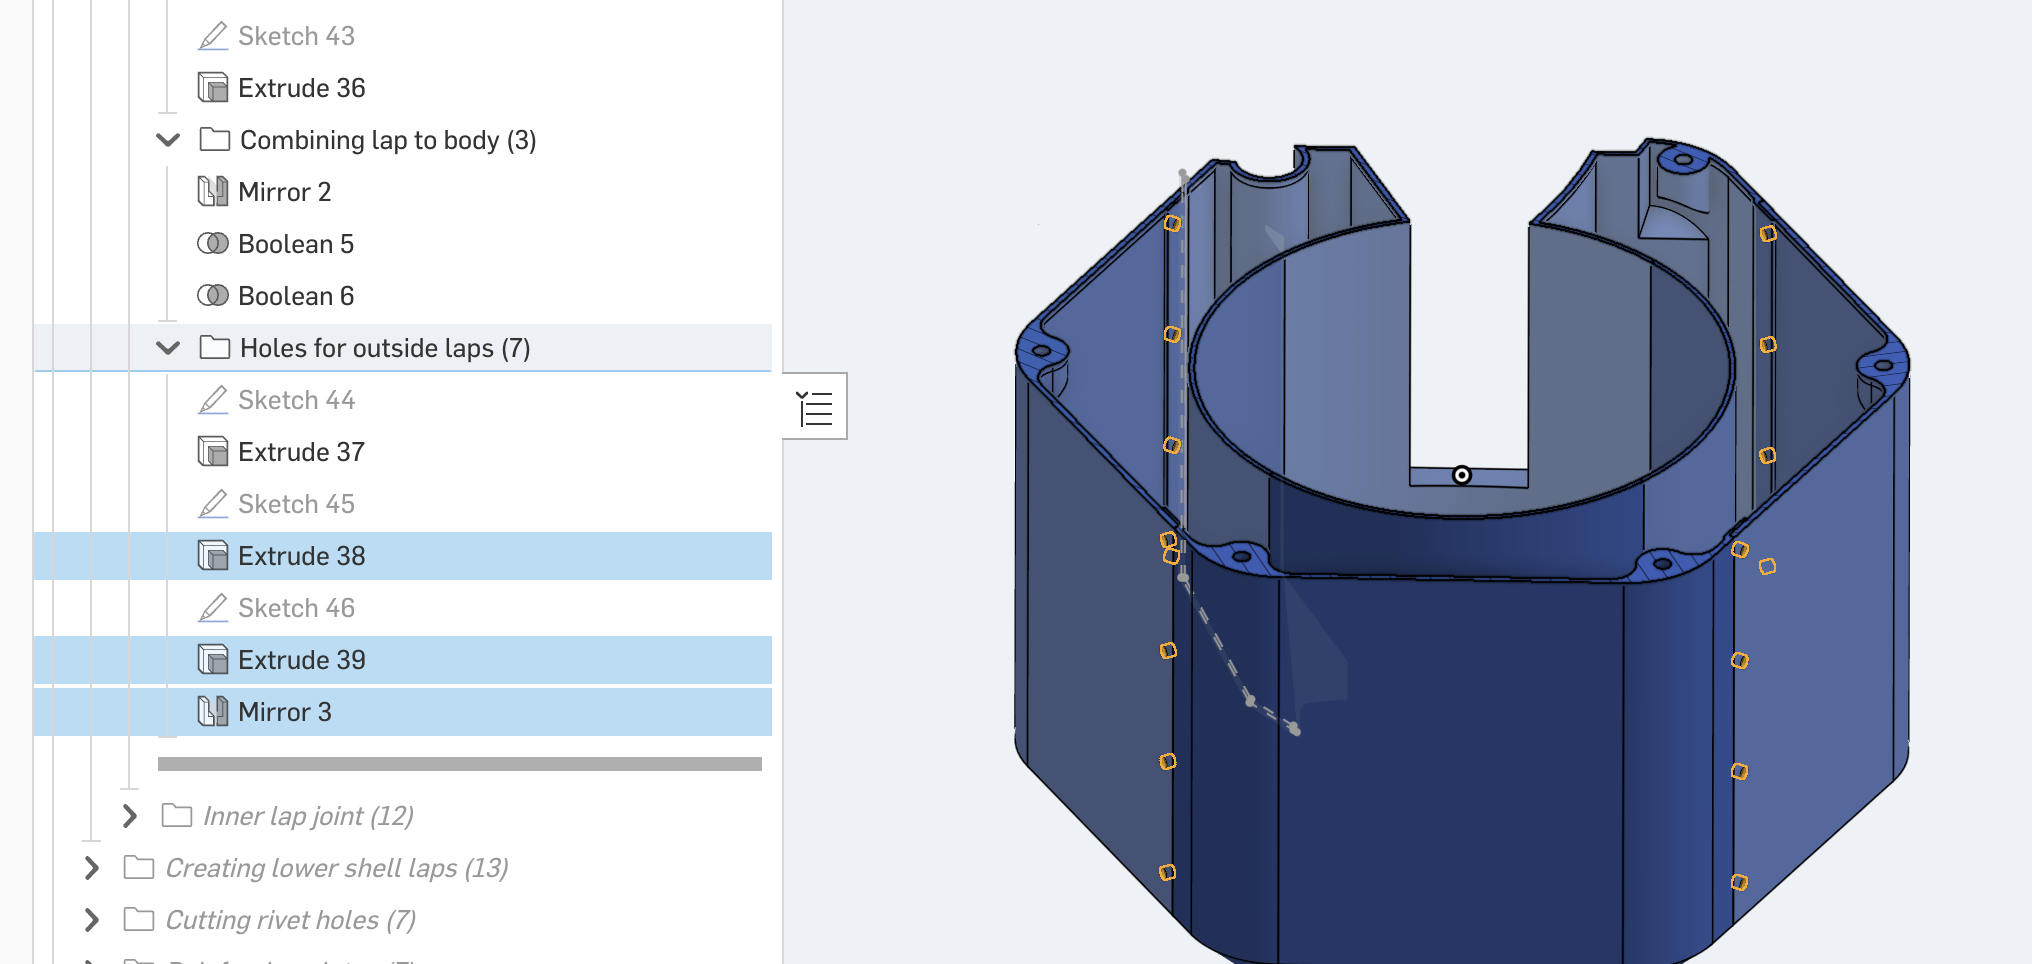 Sketch 43
Extrude 36
Combining lap to body (3)
Mirror 2
Boolean 5
Boolean 6
Holes for outside laps (7)
Sketch 44
Extrude 37
Sketch 45
Extrude 38
Sketch 46
Extrude 39
Mirror 3
Inner lap joint (12)
Creating lower shell laps (13)
Cutting rivet holes (7)